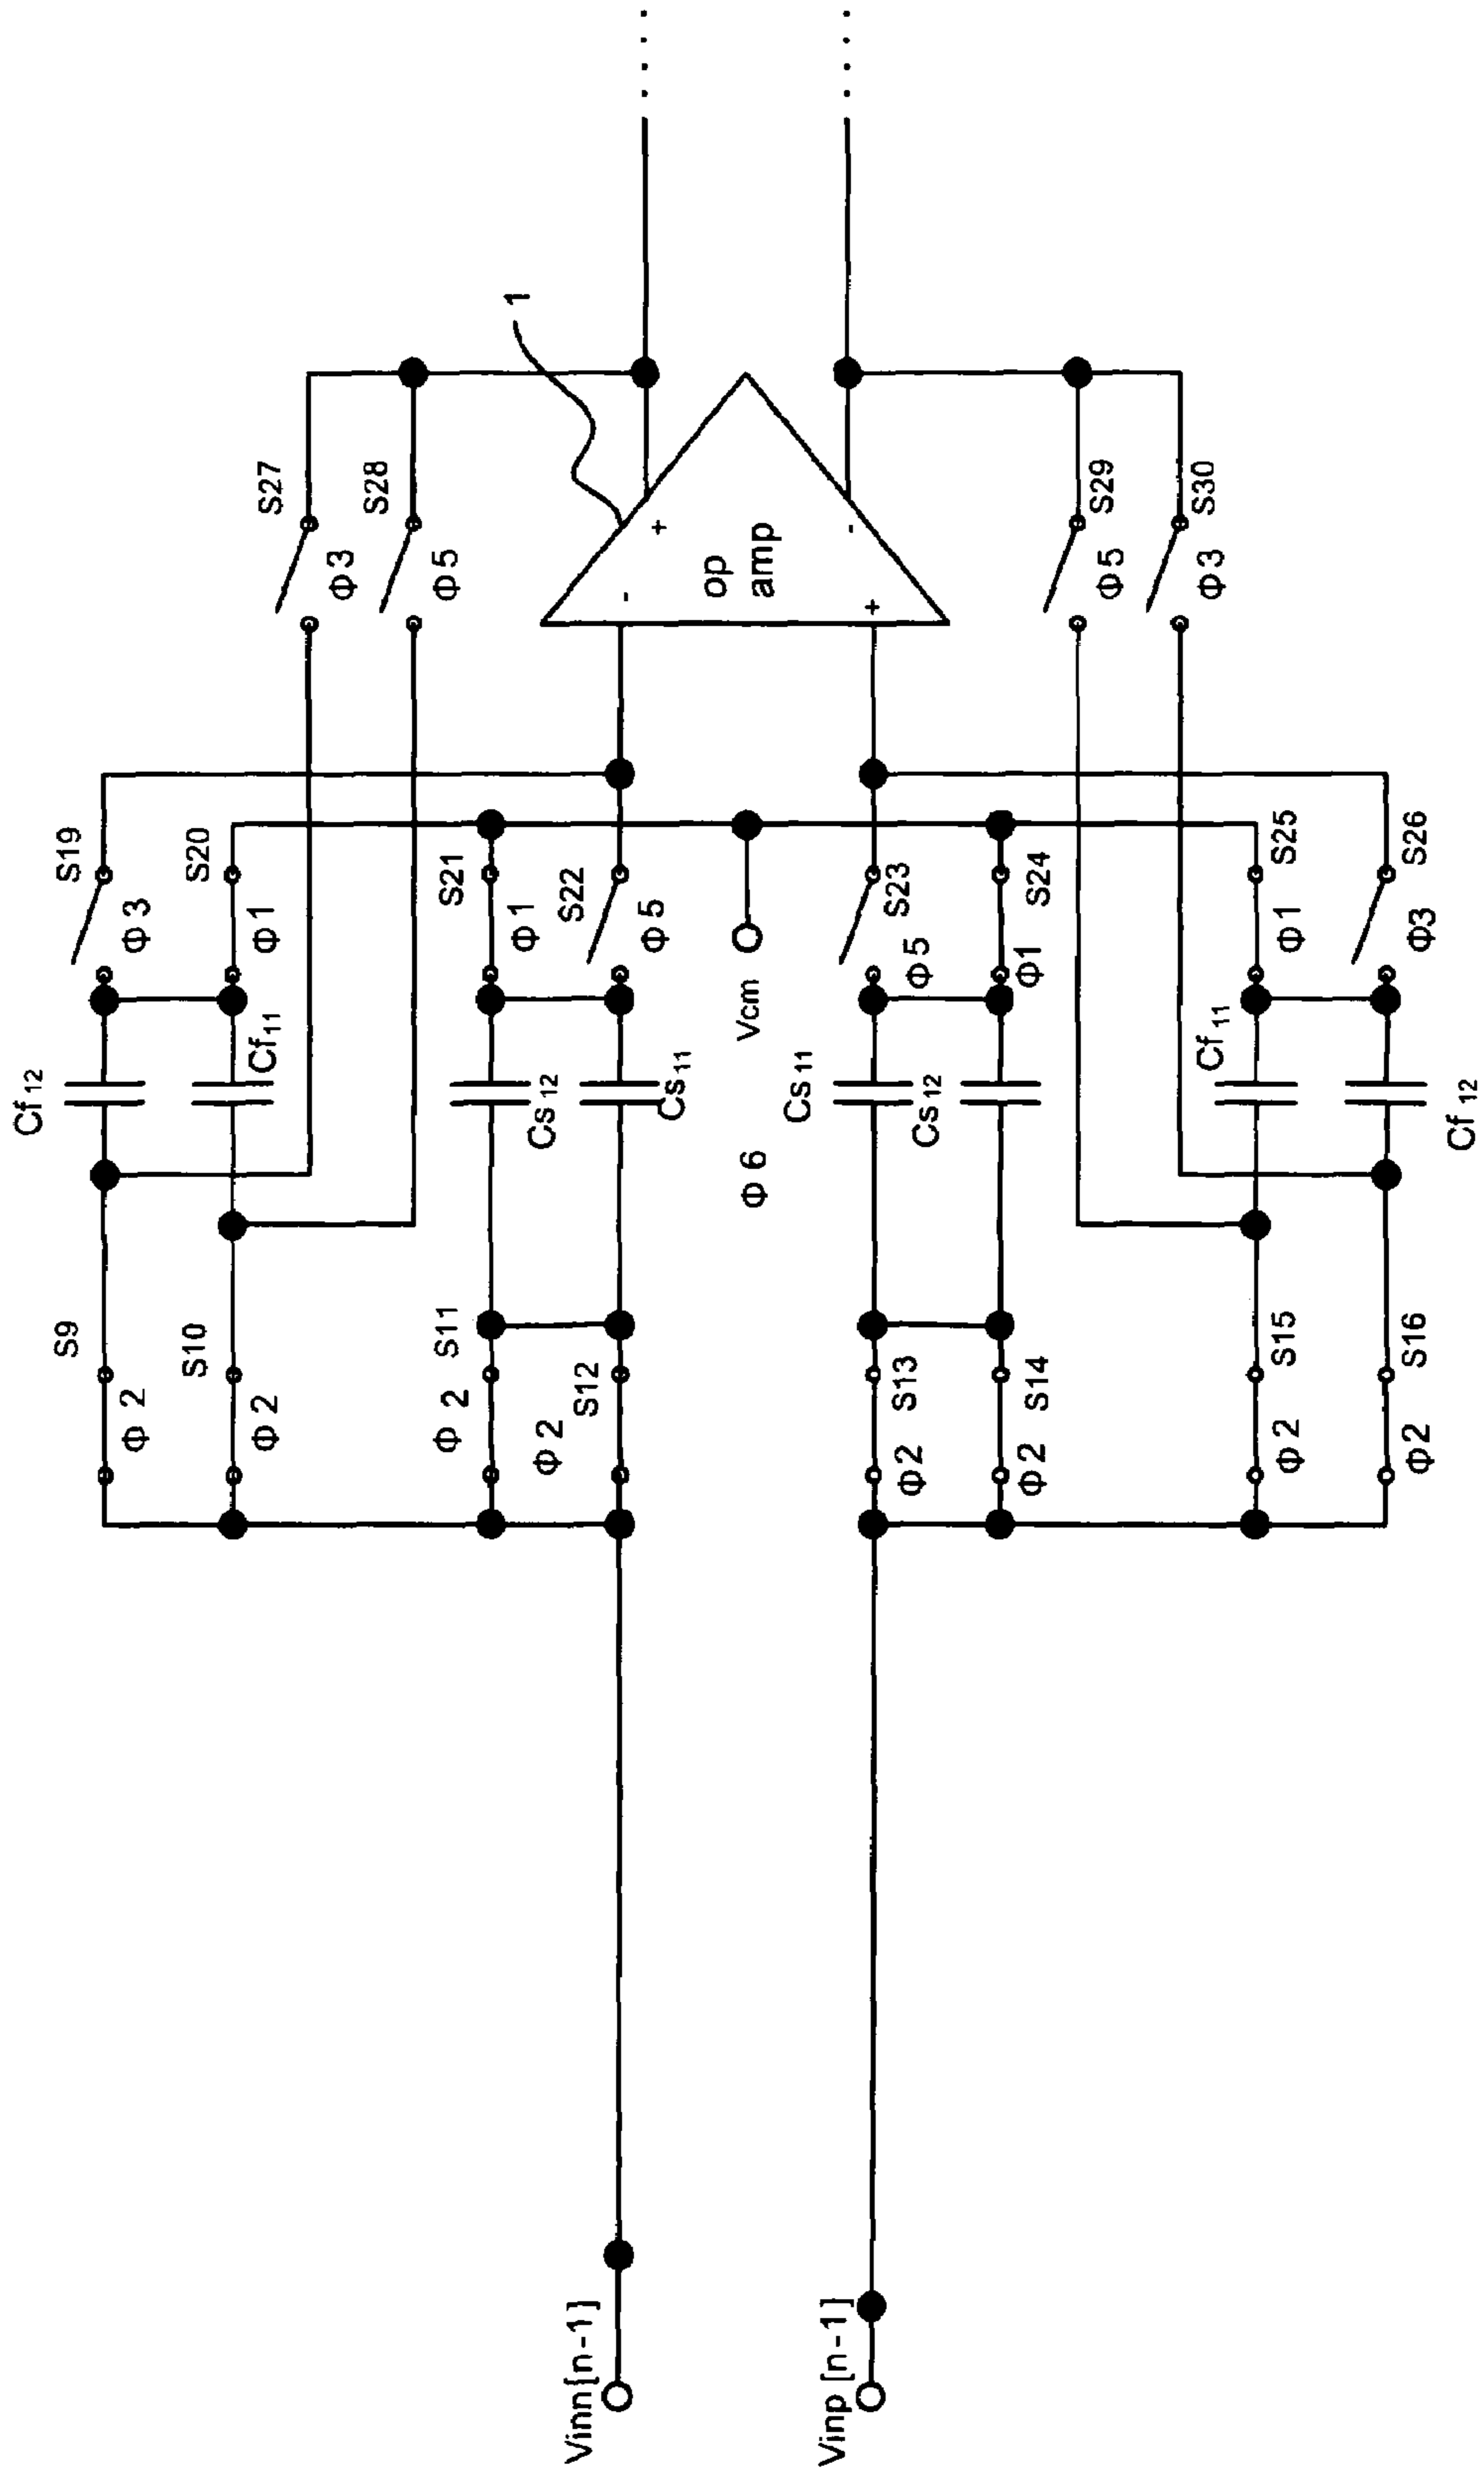 1
S27
Φ3
S28
Φ5
+
-
op
amp
-
+
S29
Φ5
S30
Φ3
S19
Φ3
S20
Φ1
S21
Φ1
S22
Φ5
S23
Φ5
S24
Φ1
S25
Φ1
S26
Φ3
Vcm
Cf12
Cf11
Cs12
Cs11
Cs11
Cs12
Cf11
Cf12
Φ6
S9
Φ2
S10
Φ2
S11
Φ2
S12
Φ2
S13
Φ2
S14
Φ2
S15
Φ2
S16
Φ2
Vinn[n-1]
Vinp[n-1]